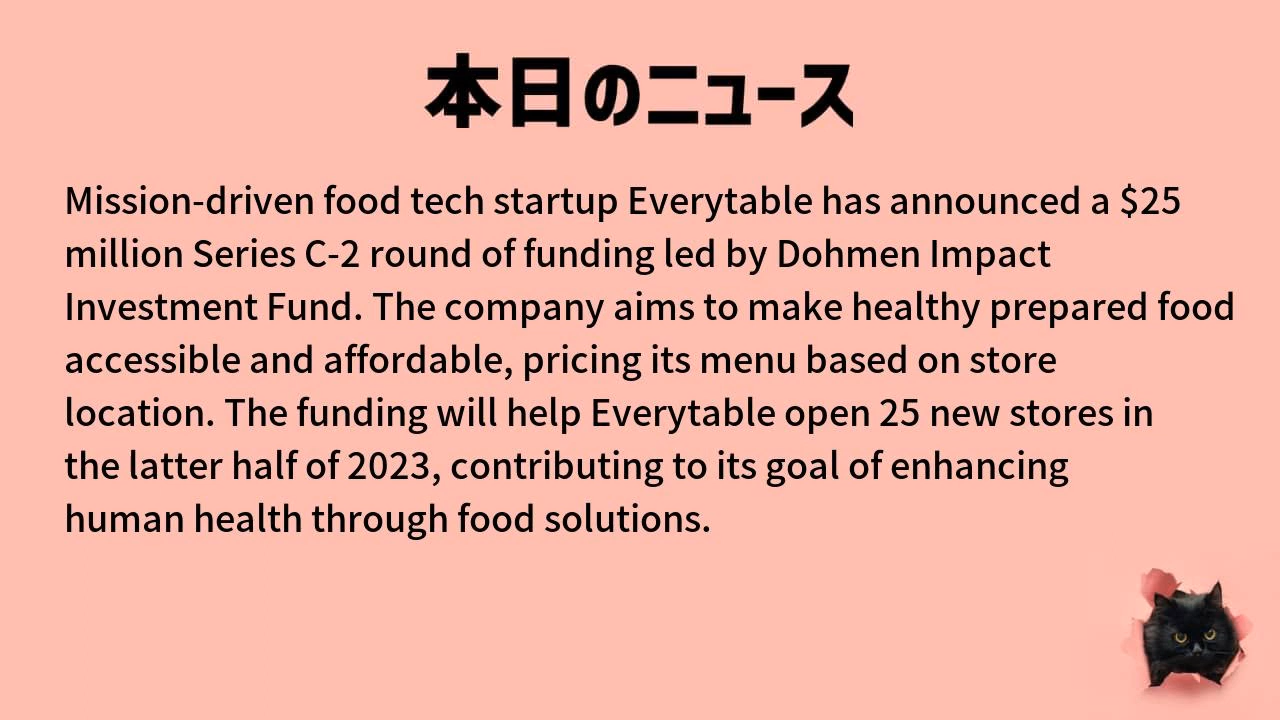 本日のニュース
Mission-driven food tech startup Everytable has announced a $25
million Series C-2 round of funding led by Dohmen Impact
Investment Fund. The company aims to make healthy prepared food
accessible and affordable, pricing its menu based on store
location. The funding will help Everytable open 25 new stores in
the latter half of 2023, contributing to its goal of enhancing
human health through food solutions.